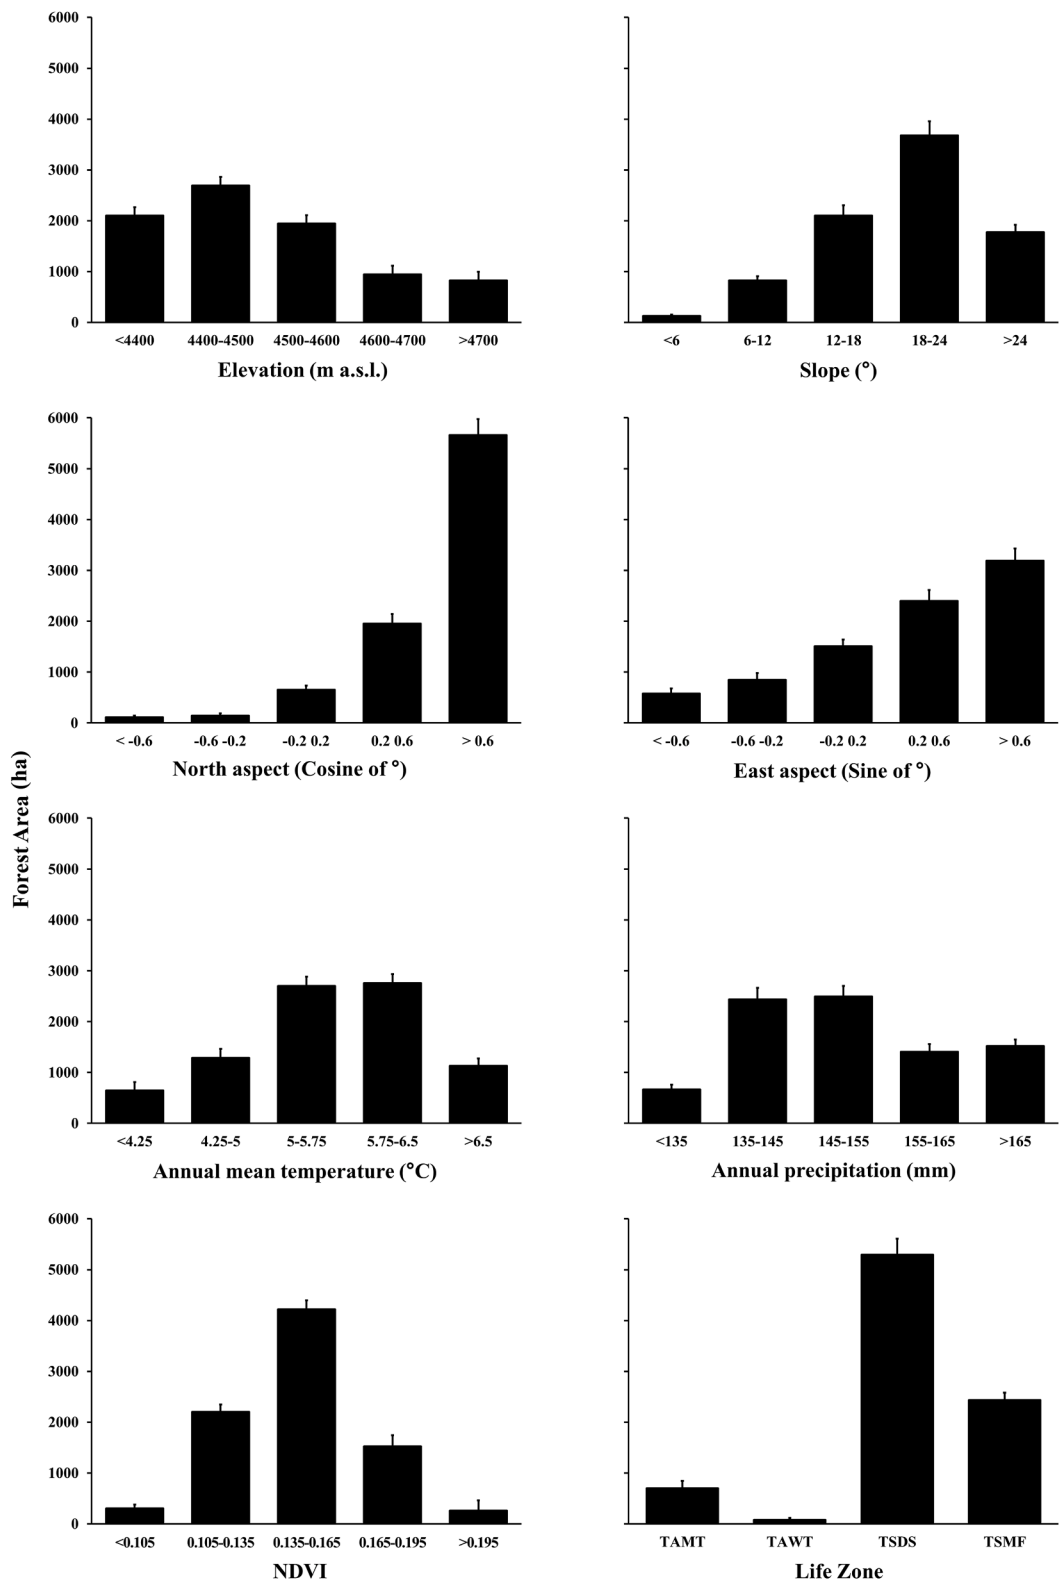 6000
5000
4000
3000
2000
1000
0
<4400 4400-4500 4500-4600 4600-4700 >4700
Elevation (m a.s.l.)
<6 6-12 12-18 18-24 >24
Slope (°)
6000
5000
4000
3000
2000
1000
0
< -0.6 -0.6 -0.2 -0.2 0.2 0.2 0.6 > 0.6
North aspect (Cosine of °)
< -0.6 -0.6 -0.2 -0.2 0.2 0.2 0.6 > 0.6
East aspect (Sine of °)
Forest Area (ha)
6000
5000
4000
3000
2000
1000
0
<4.25 4.25-5 5-5.75 5.75-6.5 >6.5
Annual mean temperature (°C)
<135 135-145 145-155 155-165 >165
Annual precipitation (mm)
6000
5000
4000
3000
2000
1000
0
<0.105 0.105-0.135 0.135-0.165 0.165-0.195 >0.195
NDVI
TAMT TAWT TSDS TSMF
Life Zone